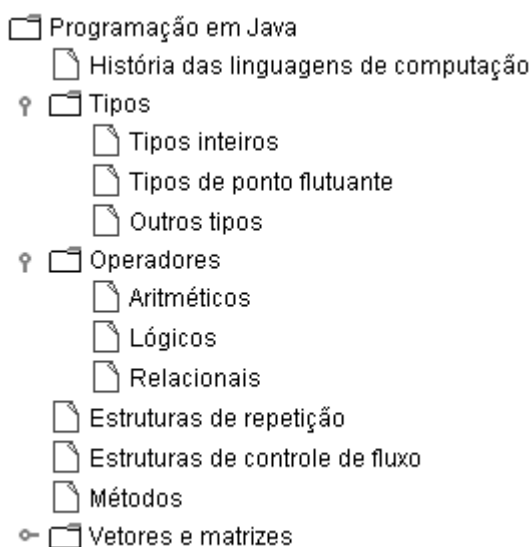 Programação em Java
História das linguagens de computação
Tipos
Tipos inteiros
Tipos de ponto flutuante
Outros tipos
Operadores
Aritméticos
Lógicos
Relacionais
Estruturas de repetição
Estruturas de controle de fluxo
Métodos
Vetores e matrizes